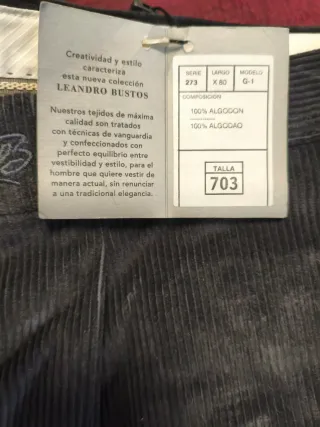 Creatividad y estilo
caracteriza
esta nueva colección
LEANDRO BUSTOS
Nuestros tejidos de máxima
calidad son tratados
con técnicas de vanguardia
y confeccionados con
perfecto equilibrio entre
vestibilidad y estilo, para el
hombre que quiere vestir de
manera actual, sin renunciar
a una tradicional elegancia.
SERIE LARGO MODELO
273 X 80 G-1
COMPOSICION
100% ALGODON
100% ALGODAO
TALLA
703